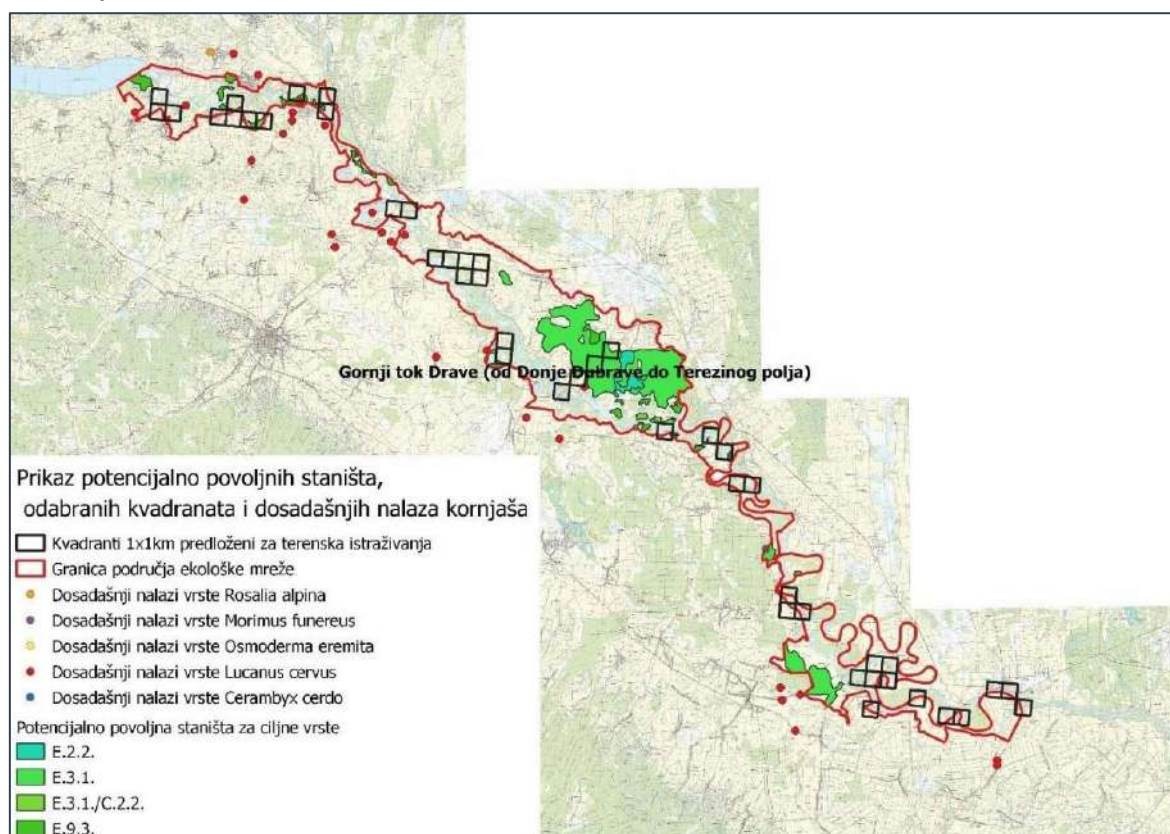 Gornji tok Drave (od Donje Dubrave do Terezinog polja)
Prikaz potencijalno povoljnih staništa,
odabranih kvadranata i dosadašnjih nalaza kornjaša
Kvadranti 1x1km predloženi za terenska istraživanja
Granica područja ekološke mreže
Dosadašnji nalazi vrste Rosalia alpina
Dosadašnji nalazi vrste Morimus funereus
Dosadašnji nalazi vrste Osmoderma eremita
Dosadašnji nalazi vrste Lucanus cervus
Dosadašnji nalazi vrste Cerambyx cerdo
Potencijalno povoljna staništa za ciljne vrste
E.2.2.
E.3.1.
E.3.1./C.2.2.
E.9.3.